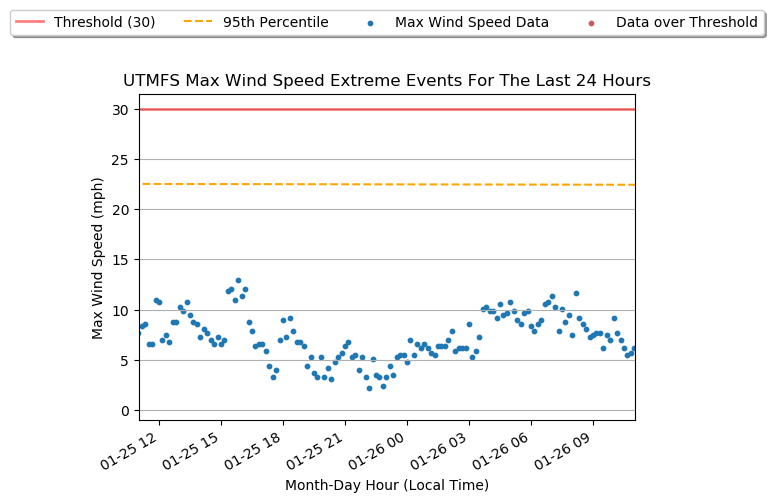 Threshold (30) 95th Percentile Max Wind Speed Data Data over Threshold
UTMFS Max Wind Speed Extreme Events For The Last 24 Hours
30
25
20
15
10
5
0
Max Wind Speed (mph)
01-25 12 01-25 15 01-25 18 01-25 21 01-26 00 01-26 03 01-26 06 01-26 09
Month-Day Hour (Local Time)